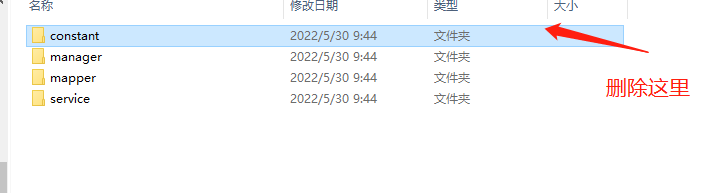 名称 修改日期 类型 大小
constant 2022/5/30 9:44 文件夹
manager 2022/5/30 9:44 文件夹
mapper 2022/5/30 9:44 文件夹
删除这里
service 2022/5/30 9:44 文件夹